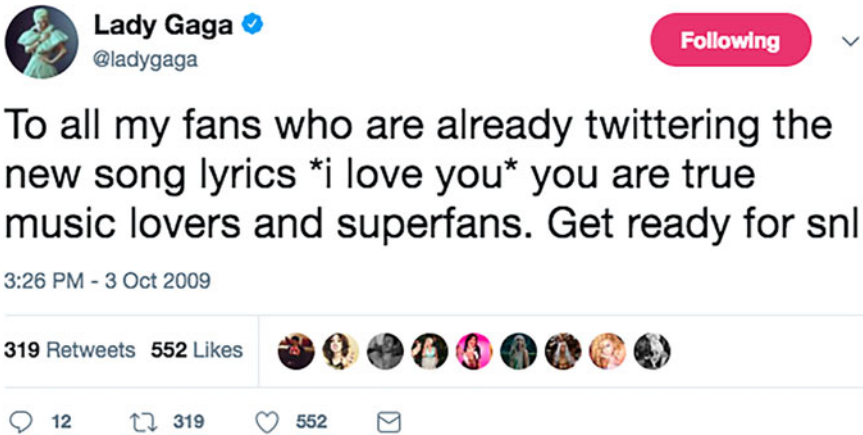 Lady Gaga
@ladygaga
Following
To all my fans who are already twittering the
new song lyrics *i love you* you are true
music lovers and superfans. Get ready for snl
3:26 PM - 3 Oct 2009
319 Retweets 552 Likes
12 319 552